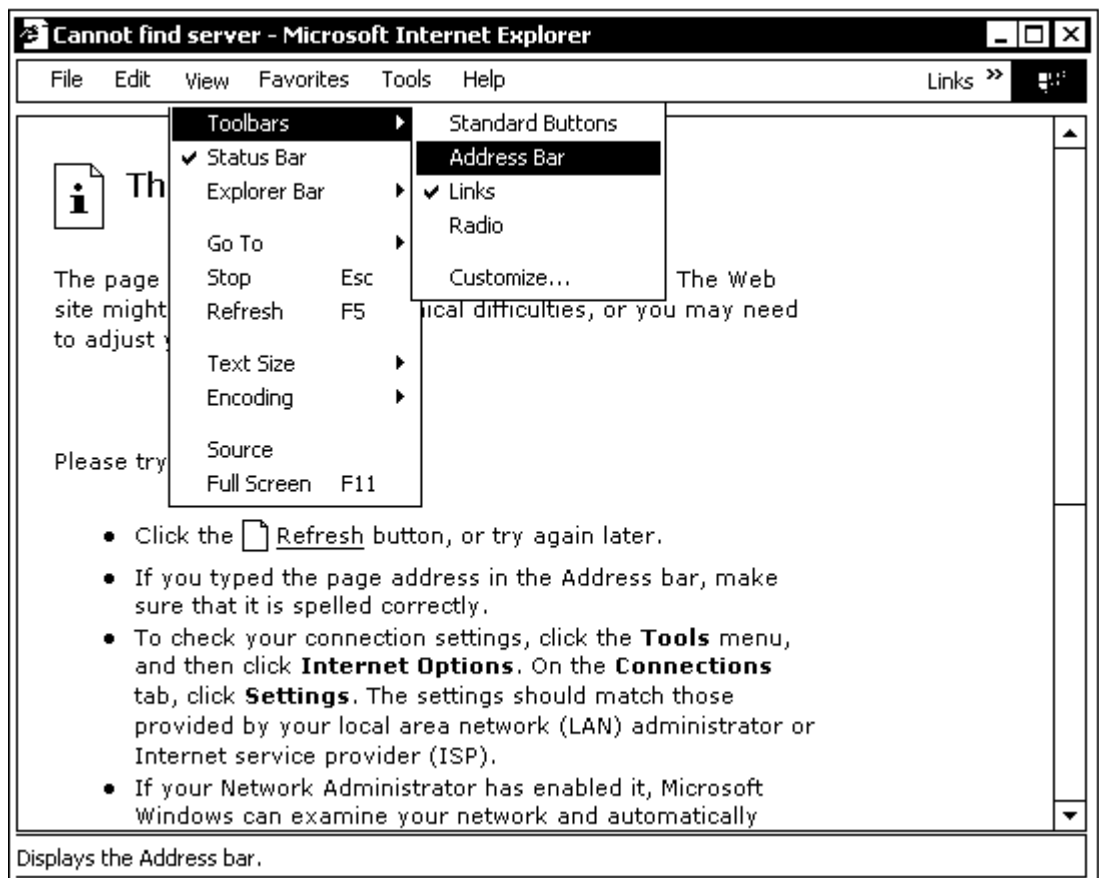 Cannot find server - Microsoft Internet Explorer
File Edit View Favorites Tools Help Links »
Toolbars
Status Bar
Explorer Bar
Go To
Stop Esc
Refresh F5
Text Size
Encoding
Source
Full Screen F11
Standard Buttons
Address Bar
Links
Radio
Customize...
Th
The page The Web
site might ical difficulties, or you may need
to adjust
Please try
• Click the Refresh button, or try again later.
• If you typed the page address in the Address bar, make
sure that it is spelled correctly.
• To check your connection settings, click the Tools menu,
and then click Internet Options. On the Connections
tab, click Settings. The settings should match those
provided by your local area network (LAN) administrator or
Internet service provider (ISP).
• If your Network Administrator has enabled it, Microsoft
Windows can examine your network and automatically
Displays the Address bar.